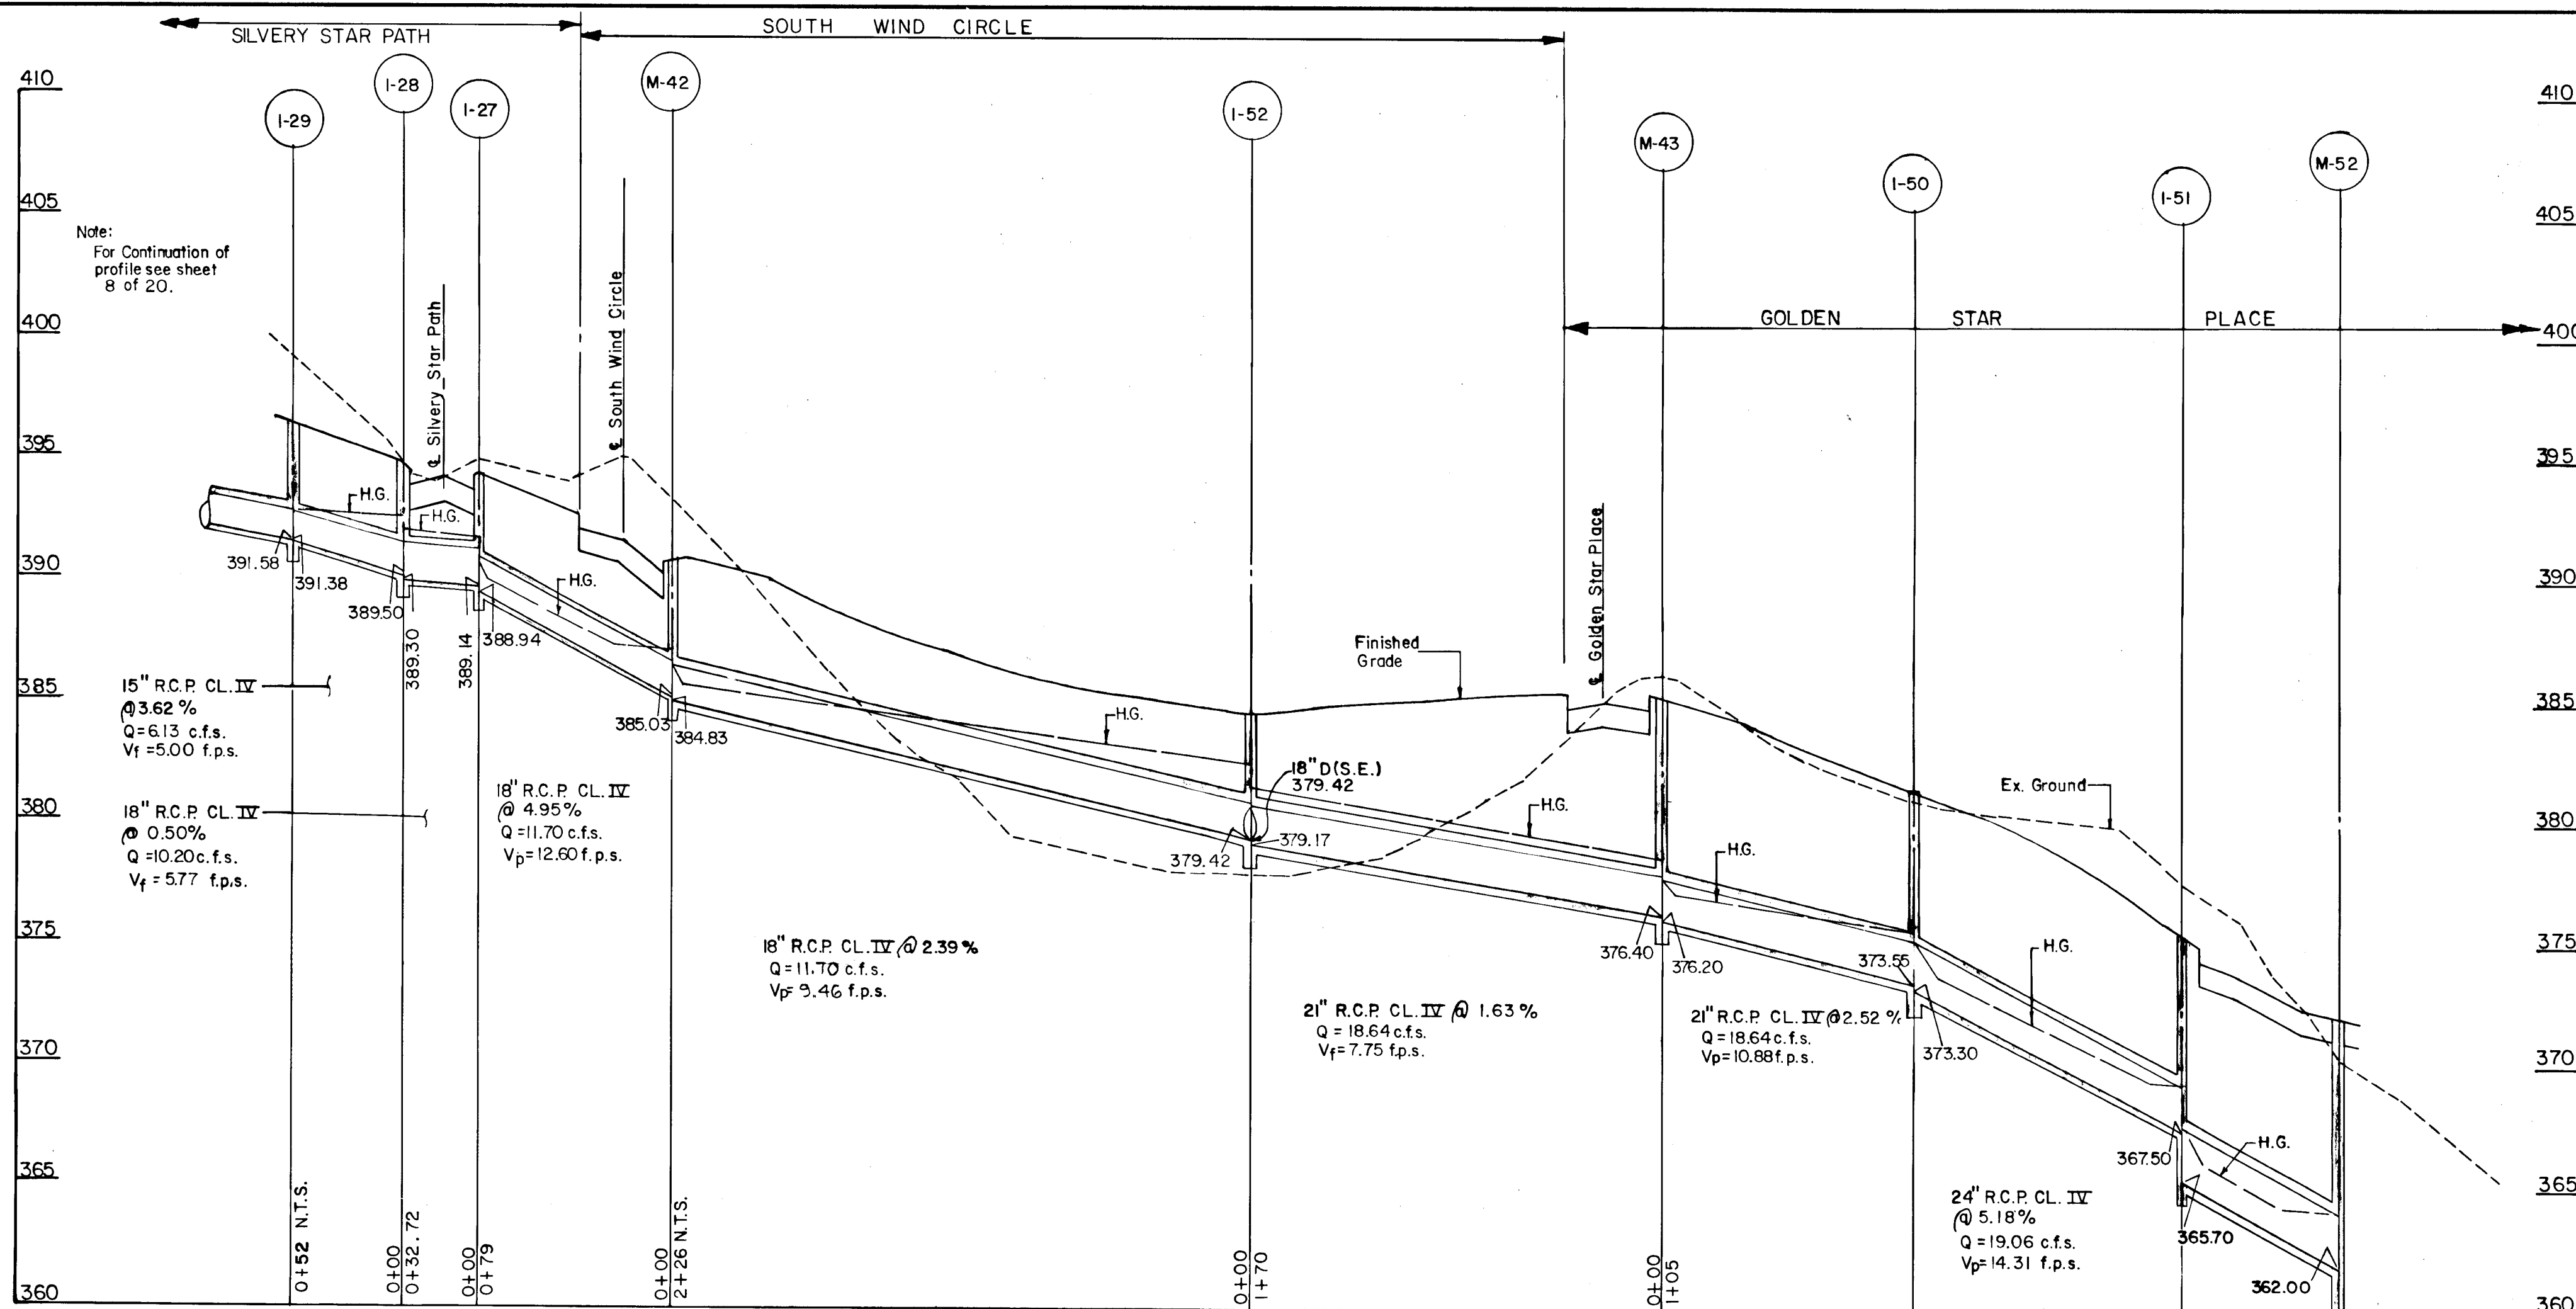 SILVERY STAR PATH
SOUTH WIND CIRCLE
410
I-29
I-28
I-27
M-42
I-52
M-43
I-50
I-51
M-52
410
405
405
Note:
For Continuation of
profile see sheet
8 of 20.
℄ Silvery Star Path
℄ South Wind Circle
400
GOLDEN STAR PLACE
400
395
395
H.G.
H.G.
391.58
391.38
389.50
389.30
389.14
388.94
H.G.
390
390
℄ Golden Star Place
Finished
Grade
385
385
15" R.C.P. CL. IV
@ 3.62 %
Q=6.13 c.f.s.
Vf =5.00 f.p.s.
385.03
384.83
H.G.
18" R.C.P. CL. IV
@ 0.50%
Q =10.20 c.f.s.
Vf = 5.77 f.p.s.
18" R.C.P. CL. IV
@ 4.95%
Q =11.70 c.f.s.
Vp=12.60 f.p.s.
18" D(S.E.)
379.42
379.42
379.17
H.G.
H.G.
Ex. Ground
380
380
375
375
18" R.C.P. CL. IV @ 2.39 %
Q =11.70 c.f.s.
Vp= 9.46 f.p.s.
376.40
376.20
373.55
373.30
H.G.
21" R.C.P. CL. IV @ 1.63 %
Q = 18.64 c.f.s.
Vf=7.75 f.p.s.
21" R.C.P. CL. IV @ 2.52 %
Q =18.64 c.f.s.
Vp=10.88 f.p.s.
370
370
367.50
H.G.
365
365
24" R.C.P. CL. IV
@ 5.18%
Q =19.06 c.f.s.
Vp=14.31 f.p.s.
365.70
362.00
0+52 N.T.S.
0+00
0+32.72
0+00
0+79
0+00
2+26 N.T.S.
0+00
1+70
0+00
1+05
360
360